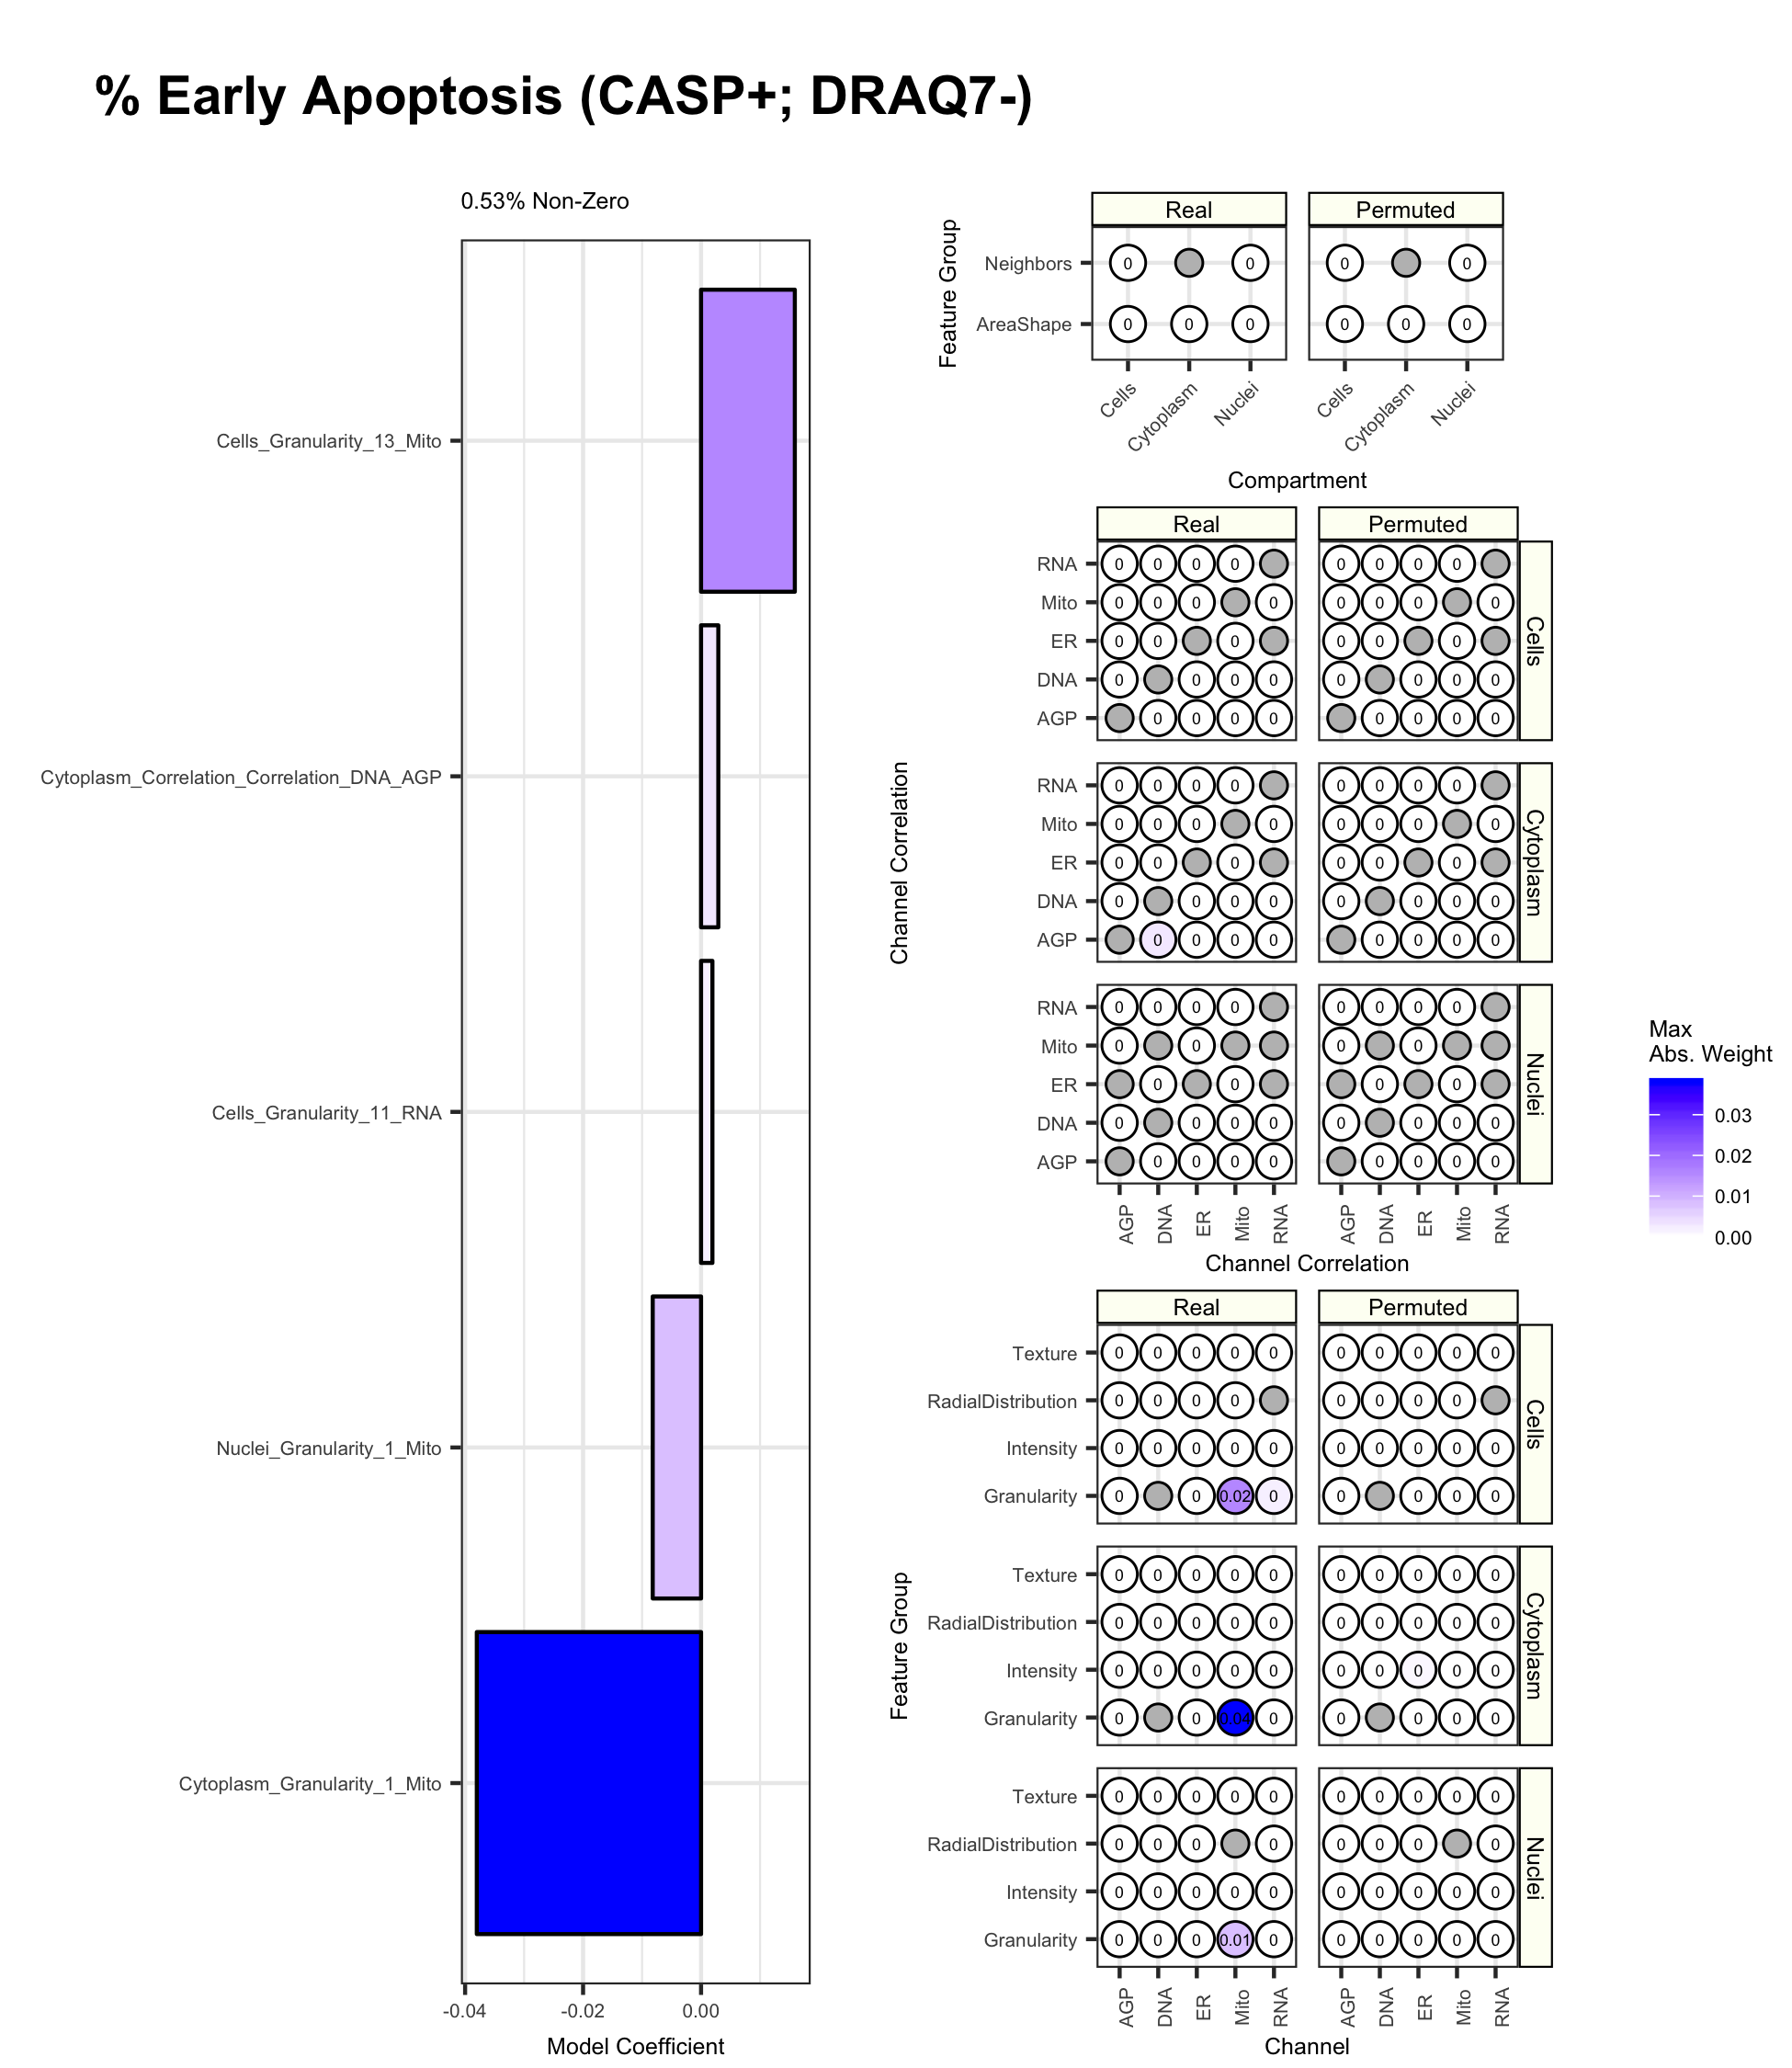 % Early Apoptosis (CASP+; DRAQ7-)
0.53% Non-Zero
Cells_Granularity_13_Mito
Cytoplasm_Correlation_Correlation_DNA_AGP
Cells_Granularity_11_RNA
Nuclei_Granularity_1_Mito
Cytoplasm_Granularity_1_Mito
-0.04 -0.02 0.00
Model Coefficient
Real Permuted
Feature Group
Neighbors 0 0 0 0
AreaShape 0 0 0 0 0 0
Cells Cytoplasm Nuclei Cells Cytoplasm Nuclei
Compartment
Real Permuted
Channel Correlation
RNA 0 0 0 0 0 0 0 0
Mito 0 0 0 0 0 0 0 0
ER 0 0 0 0 0 0
DNA 0 0 0 0 0 0 0 0
AGP 0 0 0 0 0 0 0 0
Cells
RNA 0 0 0 0 0 0 0 0
Mito 0 0 0 0 0 0 0 0
ER 0 0 0 0 0 0
DNA 0 0 0 0 0 0 0 0
AGP 0 0 0 0 0 0 0 0
Cytoplasm
RNA 0 0 0 0 0 0 0 0
Mito 0 0 0 0
ER 0 0 0 0
DNA 0 0 0 0 0 0 0 0
AGP 0 0 0 0 0 0 0 0
Nuclei
AGP DNA ER Mito RNA AGP DNA ER Mito RNA
Channel Correlation
Real Permuted
Feature Group
Texture 0 0 0 0 0 0 0 0 0 0
RadialDistribution 0 0 0 0 0 0 0 0
Intensity 0 0 0 0 0 0 0 0 0 0
Granularity 0 0 0.02 0 0 0 0 0
Cells
Texture 0 0 0 0 0 0 0 0 0 0
RadialDistribution 0 0 0 0 0 0 0 0 0 0
Intensity 0 0 0 0 0 0 0 0 0 0
Granularity 0 0 0.04 0 0 0 0 0
Cytoplasm
Texture 0 0 0 0 0 0 0 0 0 0
RadialDistribution 0 0 0 0 0 0 0 0
Intensity 0 0 0 0 0 0 0 0 0 0
Granularity 0 0 0 0.01 0 0 0 0 0 0
Nuclei
AGP DNA ER Mito RNA AGP DNA ER Mito RNA
Channel
Max
Abs. Weight
0.03
0.02
0.01
0.00